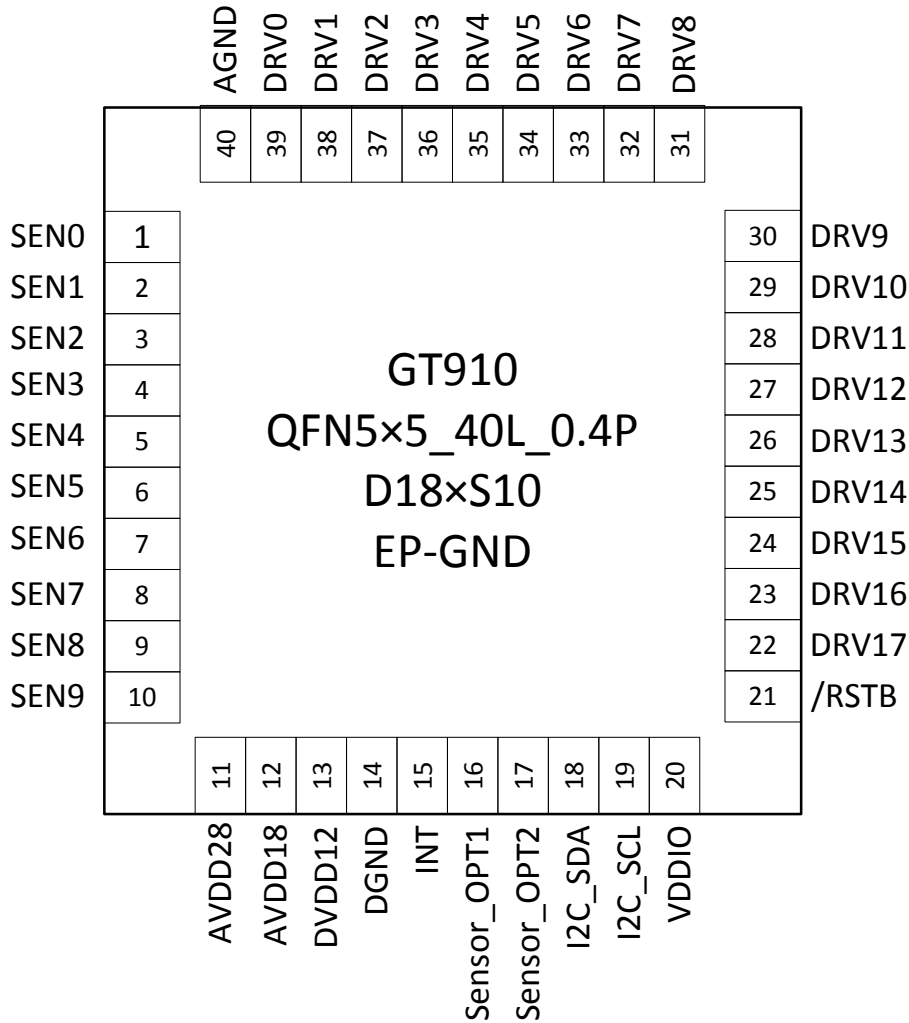 AGND
DRV0
DRV1
DRV2
DRV3
DRV4
DRV5
DRV6
DRV7
DRV8
40
39
38
37
36
35
34
33
32
31
SEN0 1
SEN1 2
SEN2 3
SEN3 4
SEN4 5
SEN5 6
SEN6 7
SEN7 8
SEN8 9
SEN9 10
GT910
QFN5×5_40L_0.4P
D18×S10
EP-GND
30 DRV9
29 DRV10
28 DRV11
27 DRV12
26 DRV13
25 DRV14
24 DRV15
23 DRV16
22 DRV17
21 /RSTB
11
12
13
14
15
16
17
18
19
20
AVDD28
AVDD18
DVDD12
DGND
INT
Sensor_OPT1
Sensor_OPT2
I2C_SDA
I2C_SCL
VDDIO